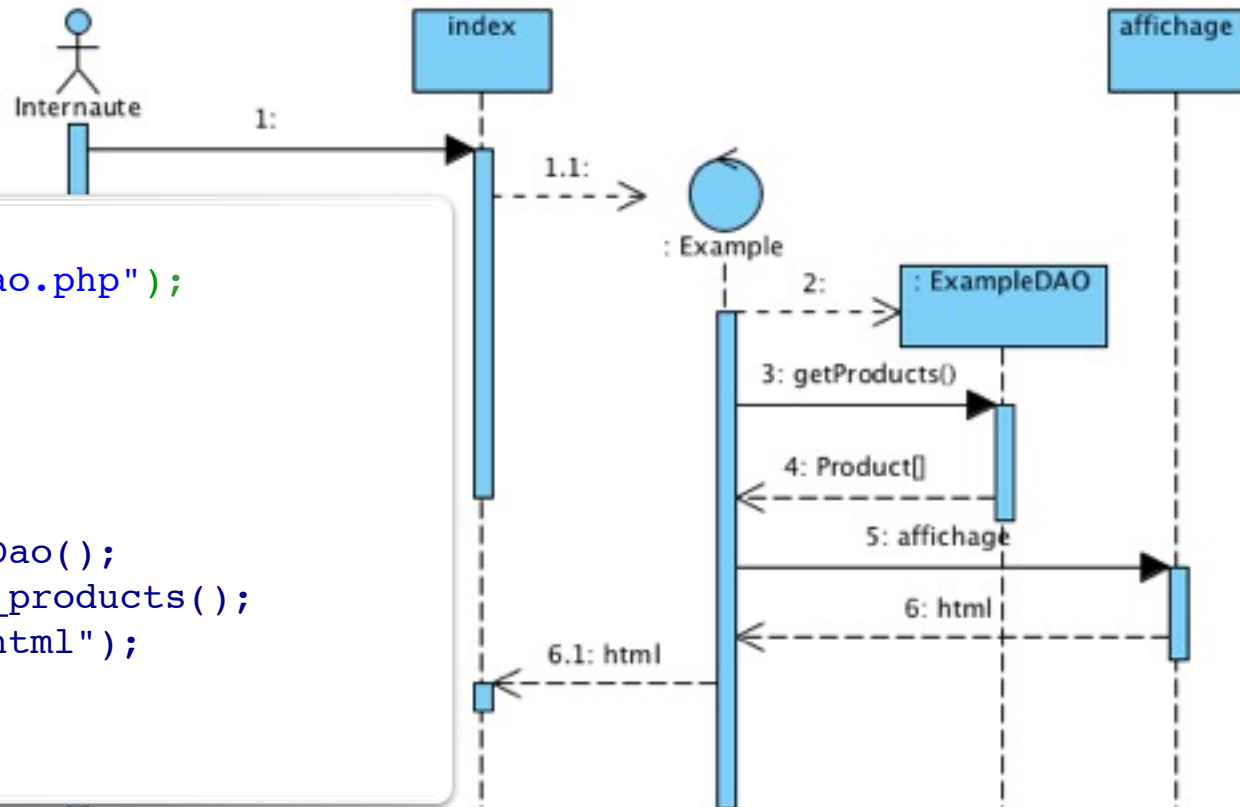 index
affichage
Internaute
1:
1.1:
: Example
2:
: ExampleDAO
3: getProducts()
4: Product[]
5: affichage
6: html
6.1: html
ao.php");
Dao();
_products();
html");